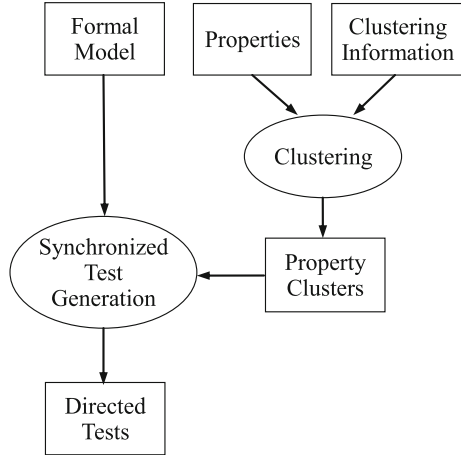 Formal
Model
Properties
Clustering
Information
Clustering
Synchronized
Test
Generation
Property
Clusters
Directed
Tests